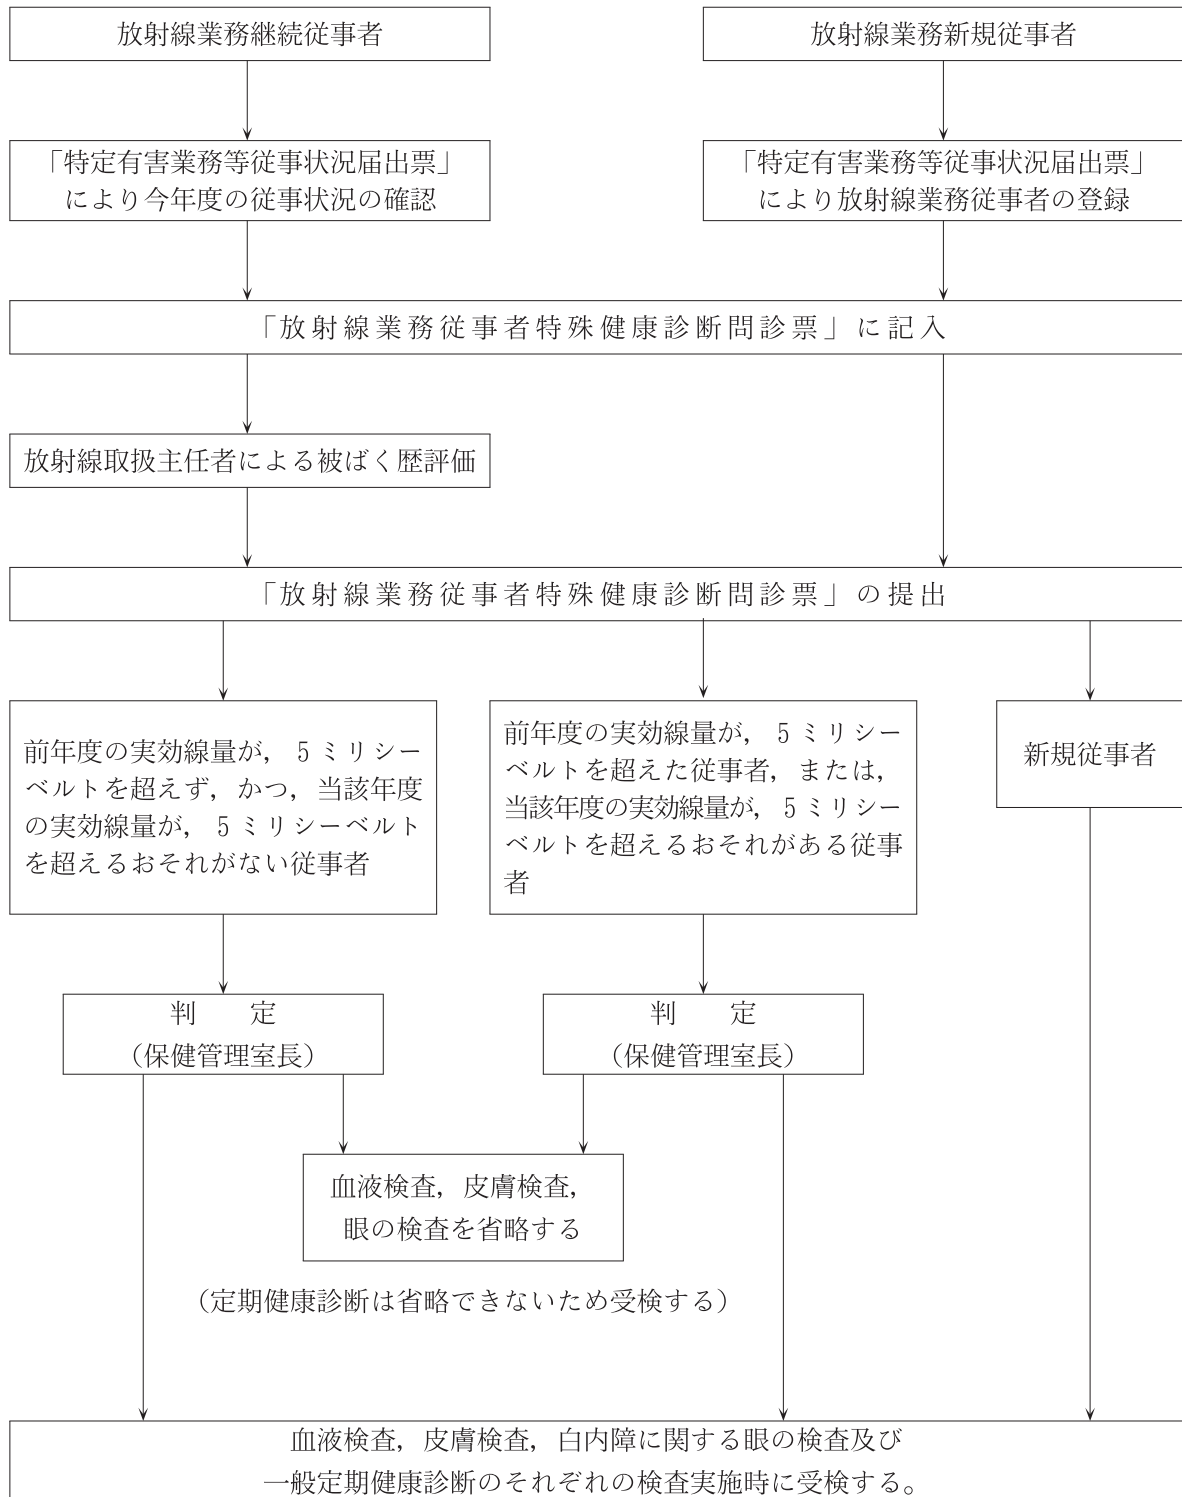 放射線業務継続従事者
放射線業務新規従事者
「特定有害業務等従事状況届出票」
により今年度の従事状況の確認
「特定有害業務等従事状況届出票」
により放射線業務従事者の登録
「放射線業務従事者特殊健康診断問診票」に記入
放射線取扱主任者による被ばく歴評価
「放射線業務従事者特殊健康診断問診票」の提出
前年度の実効線量が，5ミリシー
ベルトを超えず，かつ，当該年度
の実効線量が，5ミリシーベルト
を超えるおそれがない従事者
前年度の実効線量が，5ミリシー
ベルトを超えた従事者，または，
当該年度の実効線量が，5ミリシー
ベルトを超えるおそれがある従事
者
新規従事者
判　　定
（保健管理室長）
判　　定
（保健管理室長）
血液検査，皮膚検査，
眼の検査を省略する
（定期健康診断は省略できないため受検する）
血液検査，皮膚検査，白内障に関する眼の検査及び
一般定期健康診断のそれぞれの検査実施時に受検する。